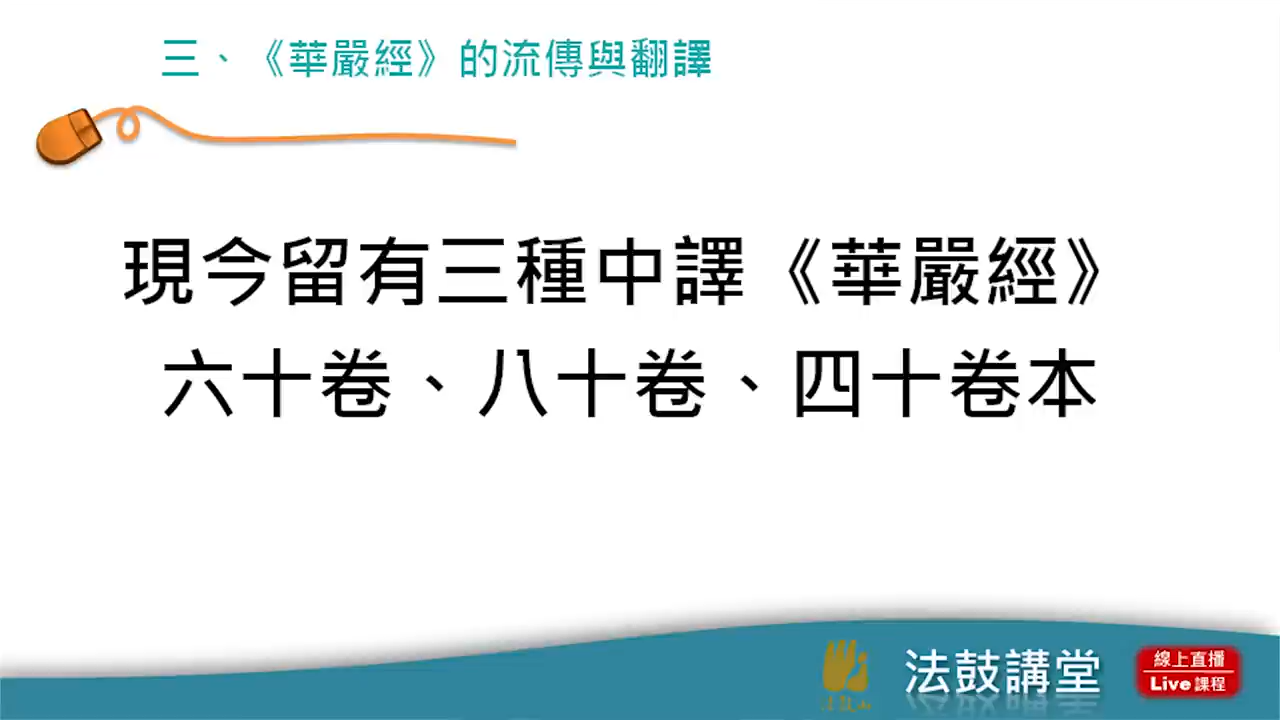 三、《華嚴經》的流傳與翻譯
現今留有三種中譯《華嚴經》
六十卷、八十卷、四十卷本
法鼓講堂
線上直播
Live 課程